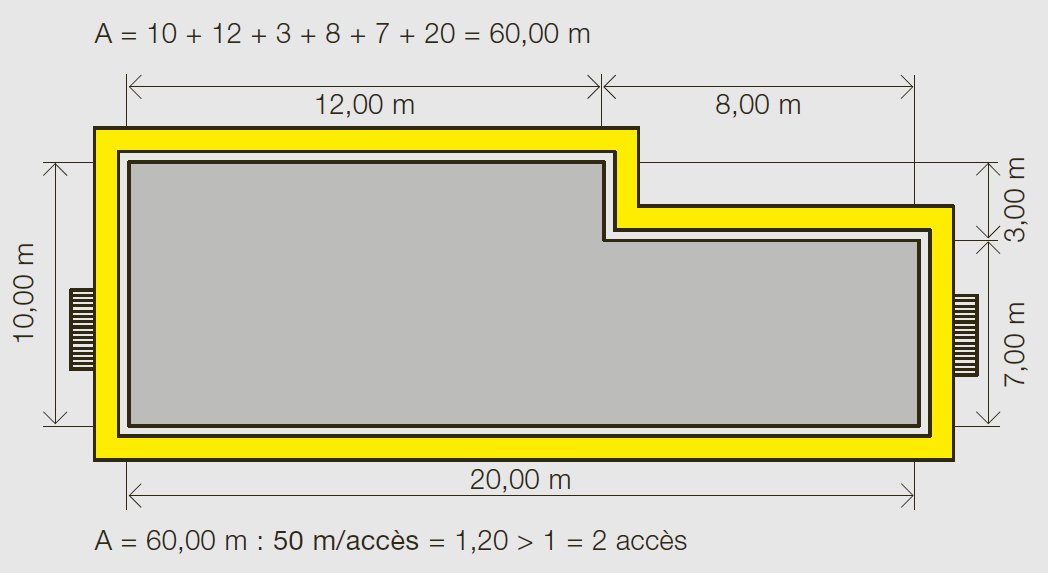 A = 10 + 12 + 3 + 8 + 7 + 20 = 60,00 m
12,00 m
8,00 m
3,00 m
10,00 m
7,00 m
20,00 m
A = 60,00 m : 50 m/accès = 1,20 > 1 = 2 accès